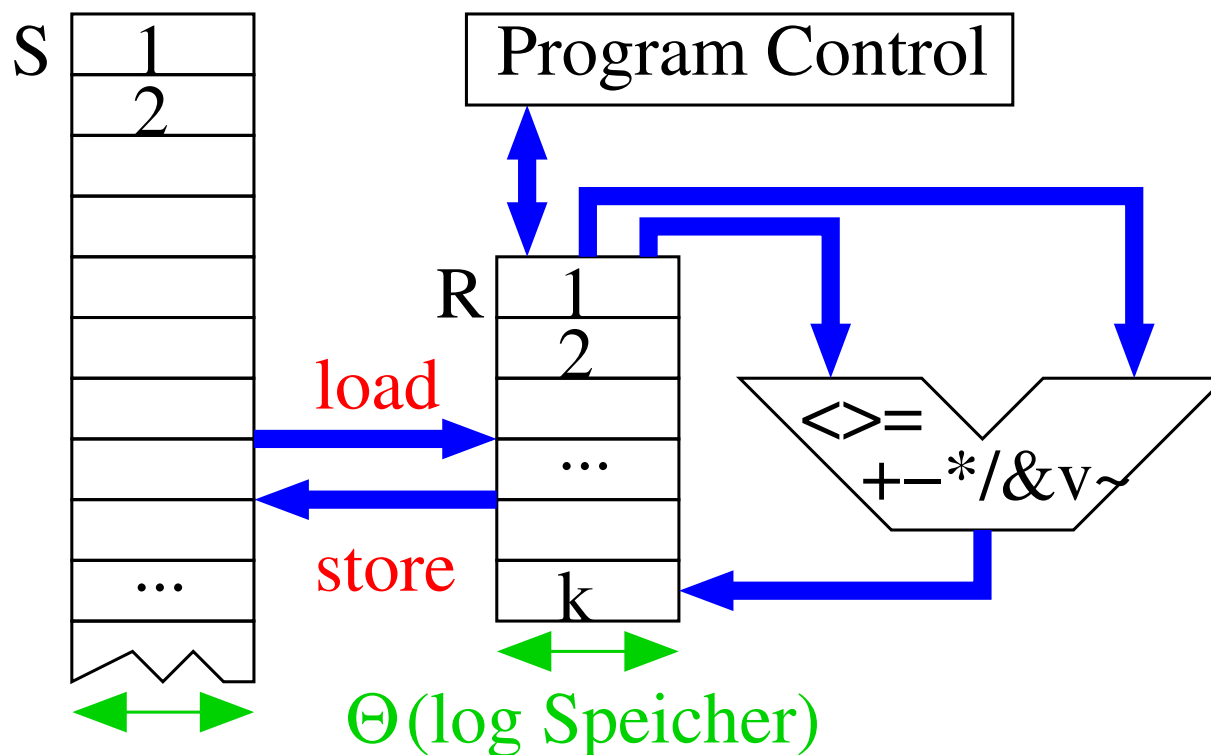 S
1
2
...
Program Control
R
1
2
...
k
load
store
<>=
+−*/&v~
Θ(log Speicher)